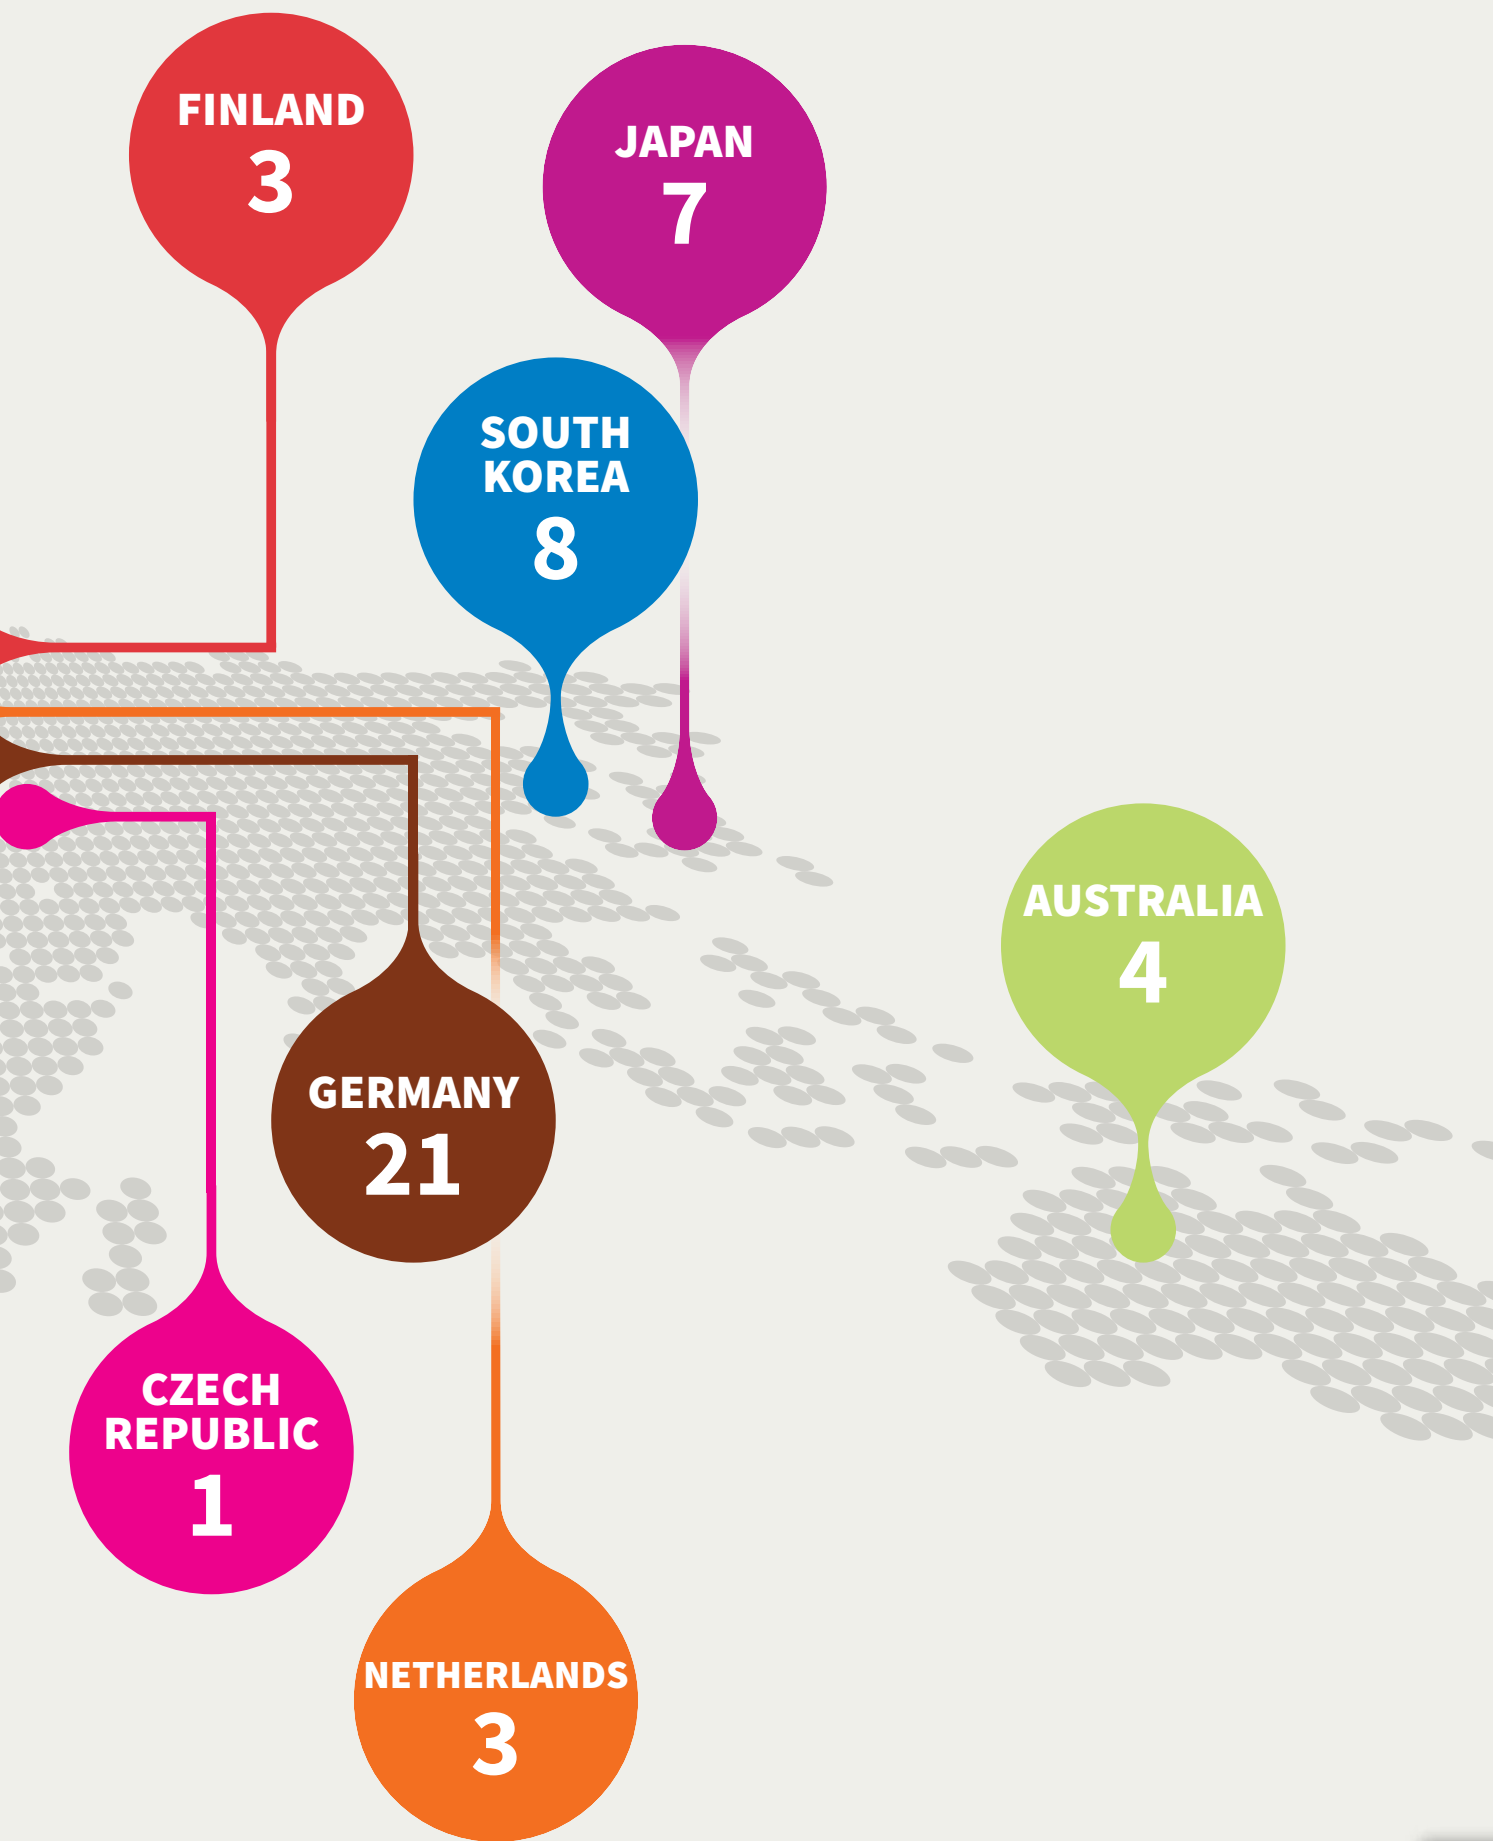 FINLAND
3
JAPAN
7
SOUTH
KOREA
8
AUSTRALIA
4
GERMANY
21
CZECH
REPUBLIC
1
NETHERLANDS
3